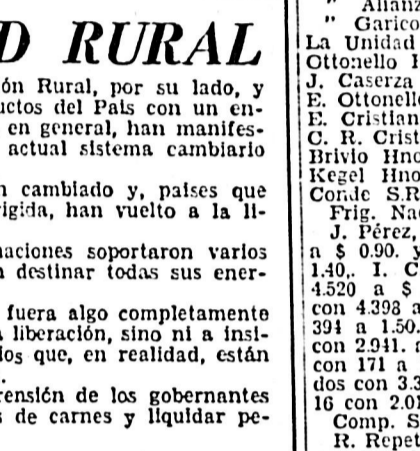 D RURAL
ón Rural, por su lado, y
uctos del País con un en-
en general, han manifes-
actual sistema cambiario
n cambiado y, países que
rigida, han vuelto a la li-
naciones soportaron varios
n destinar todas sus ener-
fuera algo completamente
a liberación, sino ni a insi-
ios que, en realidad, están
rensión de los gobernantes
s de carnes y liquidar pe-
" Alianz
" Garico
La Unidad
Ottonello H
J. Caserza
E. Ottonello
E. Cristian
C. R. Crist
Brivio Hno
Kegel Hno
Conde S.R
Frig. Na
J. Pérez,
a $ 0.90. y
1.40,. I. C
4.520 a $
con 4.398 a
394 a 1.50.
con 2.941. a
con 171 a
dos con 3.3
16 con 2.01
Comp. S
R. Repet